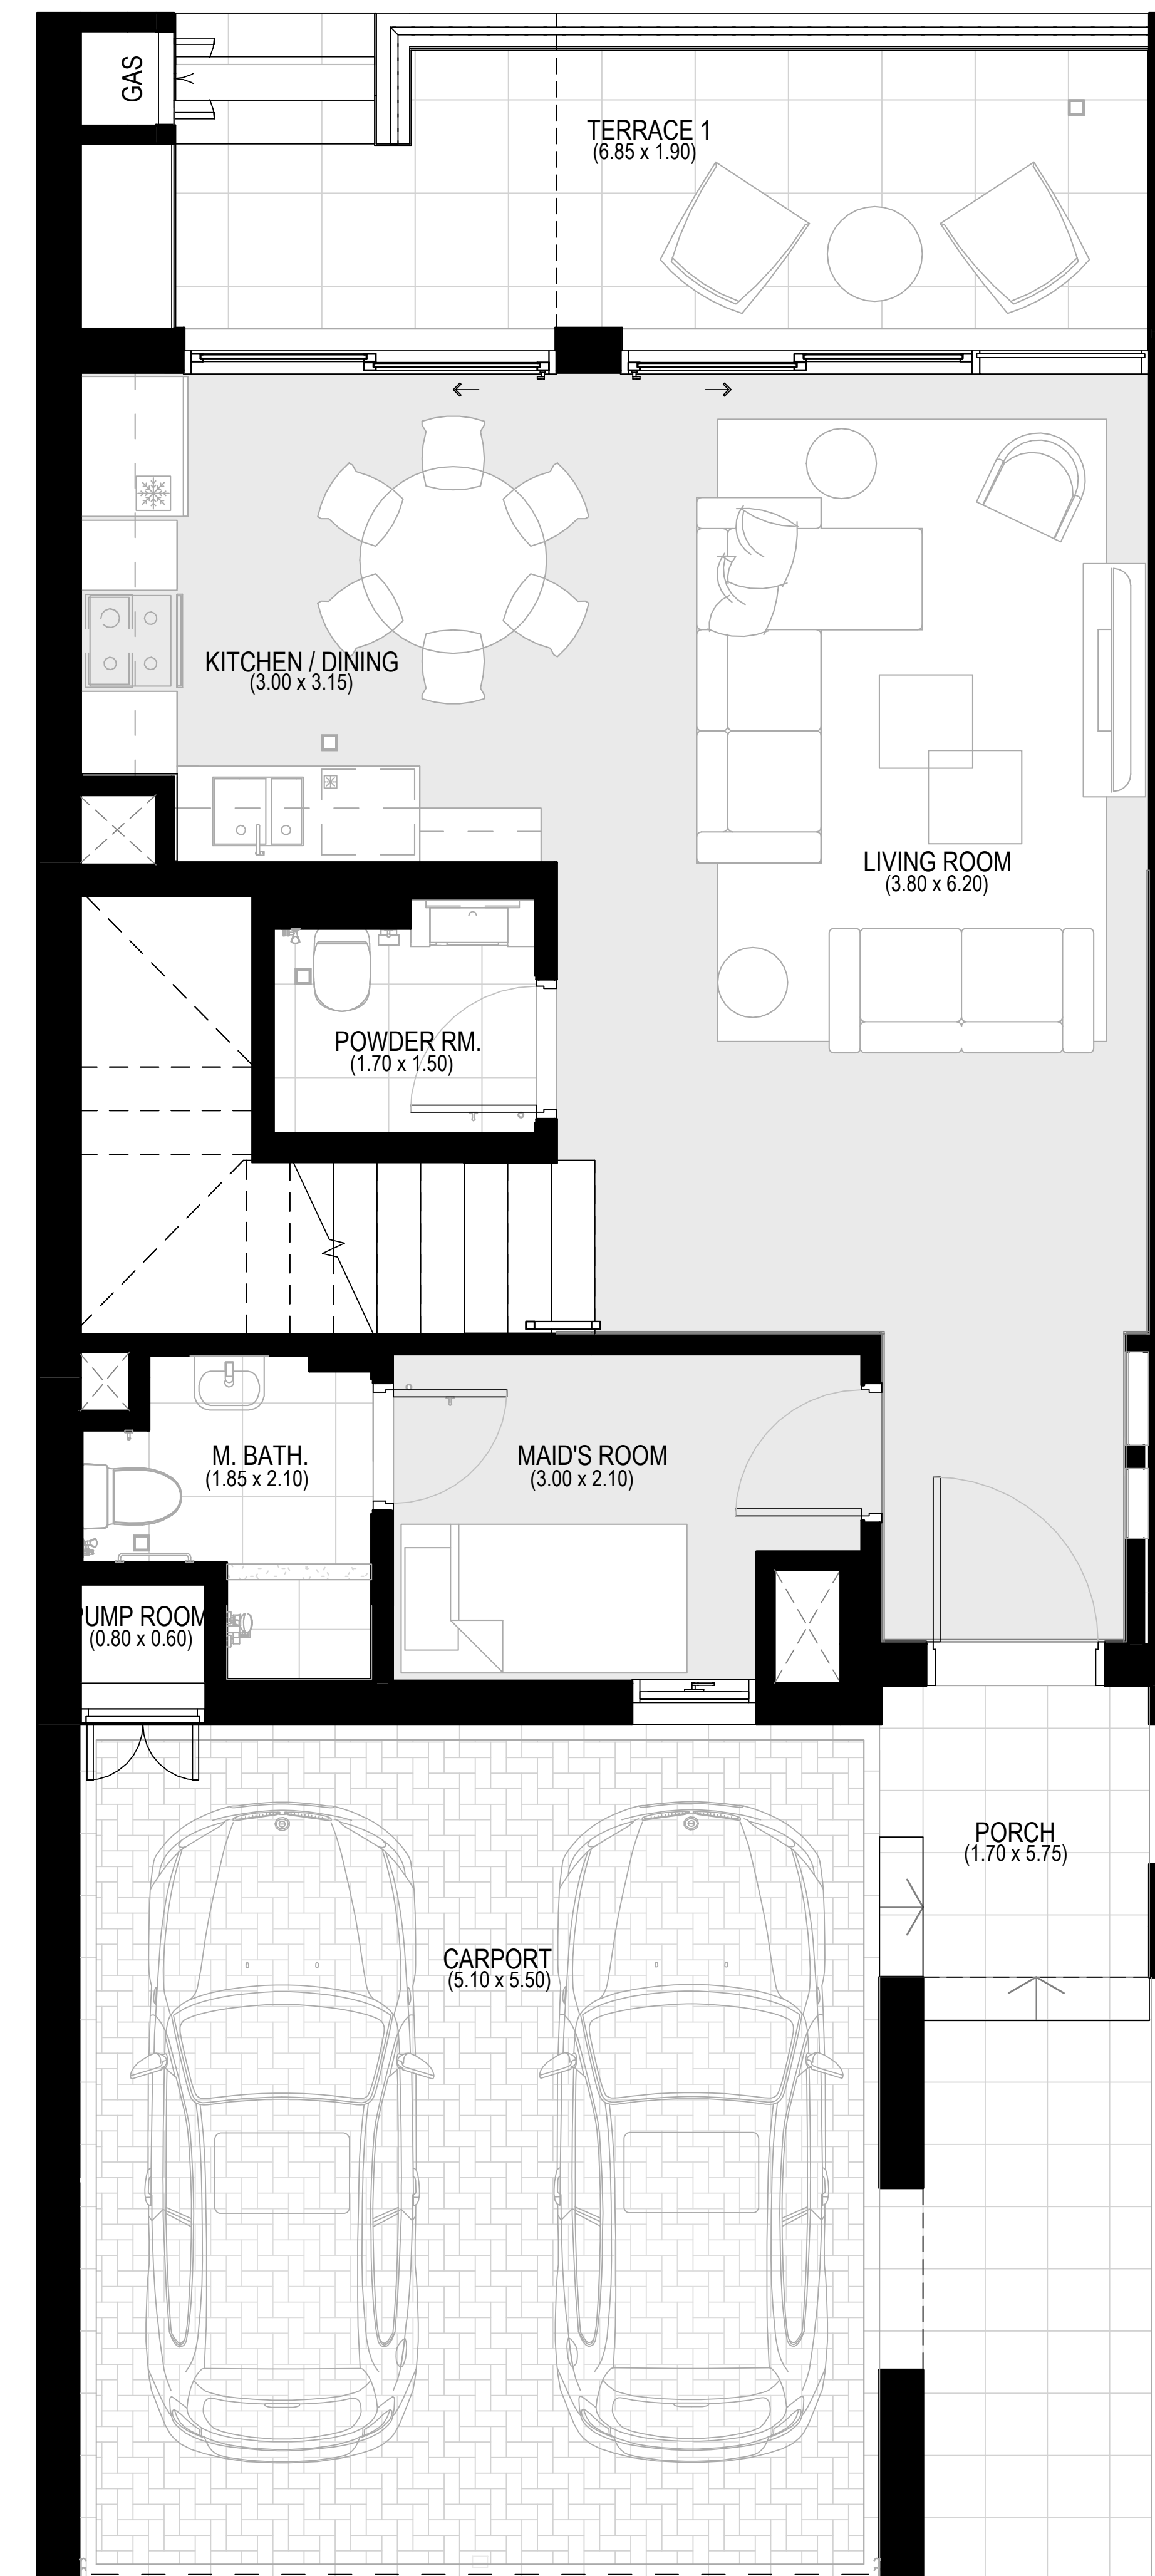 GAS
TERRACE 1
(6.85 x 1.90)
KITCHEN / DINING
(3.00 x 3.15)
LIVING ROOM
(3.80 x 6.20)
POWDER RM.
(1.70 x 1.50)
M. BATH.
(1.85 x 2.10)
MAID'S ROOM
(3.00 x 2.10)
PUMP ROOM
(0.80 x 0.60)
PORCH
(1.70 x 5.75)
CARPORT
(5.10 x 5.50)